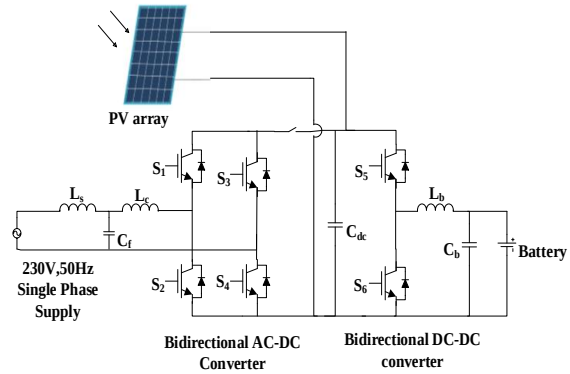 PV array
S1
S3
S5
Ls
Lc
Lb
Cf
Cdc
Cb
Battery
230V,50Hz
Single Phase
Supply
S2
S4
S6
Bidirectional AC-DC
Converter
Bidirectional DC-DC
converter